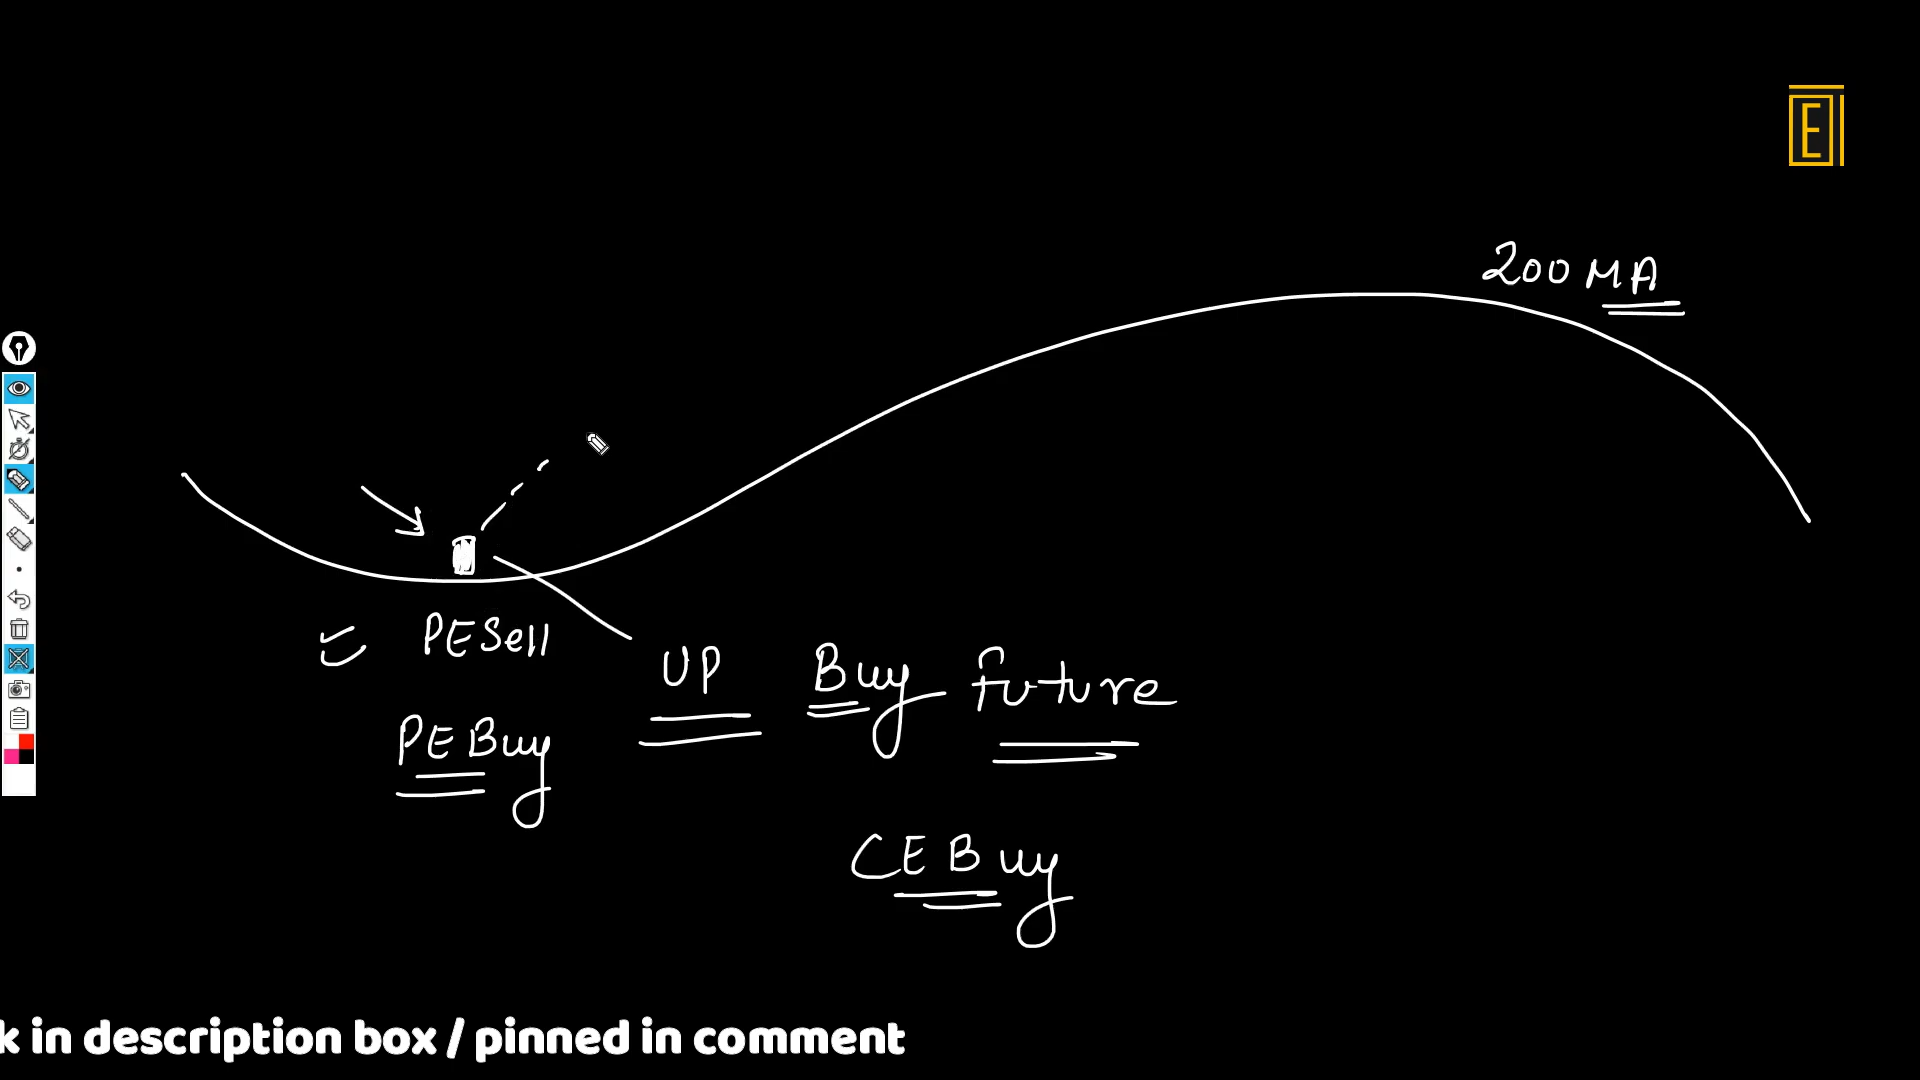 E
200 MA
PE Sell
UP Buy future
PE Buy
CE Buy
k in description box / pinned in comment